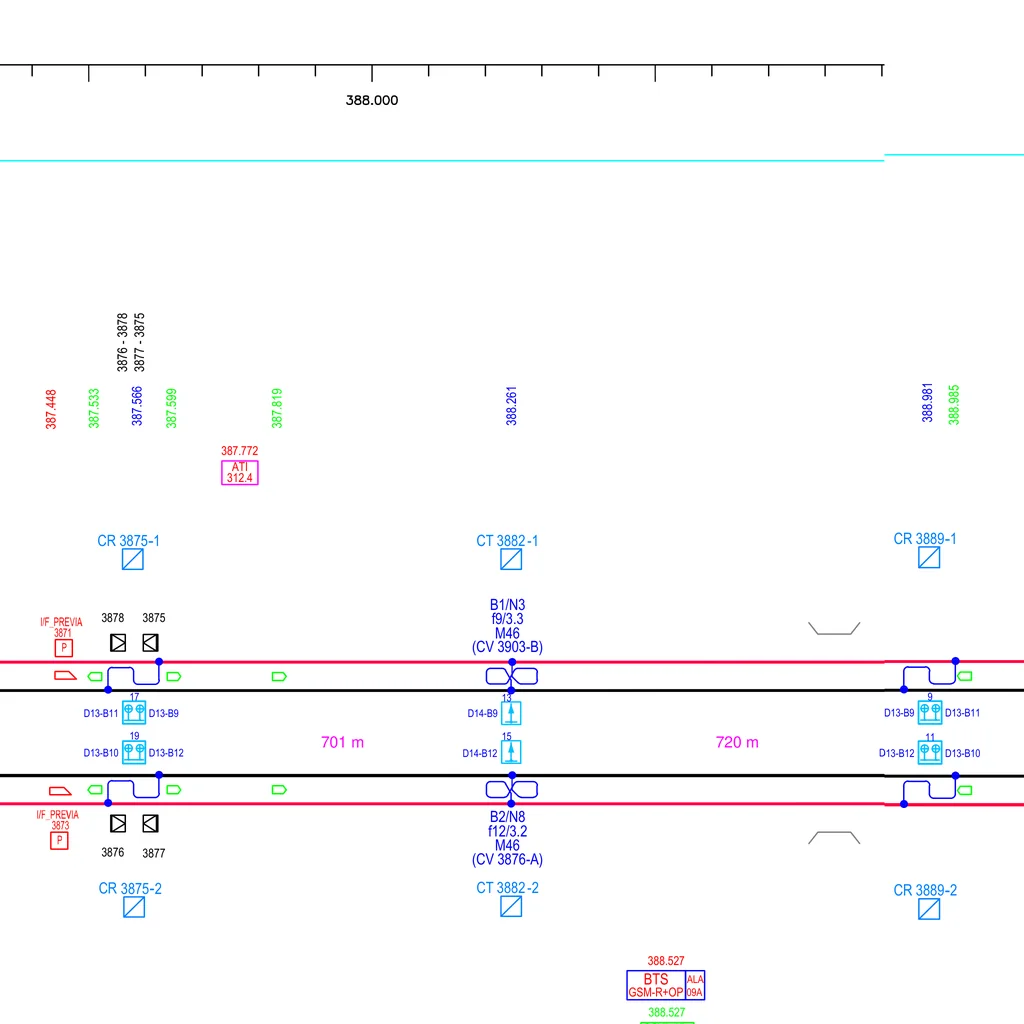 388.000
3876 - 3878
3877 - 3875
387.448
387.533
387.566
387.599
387.819
388.261
388.981
388.985
387.772
ATI
312.4
CR 3875-1
CT 3882-1
CR 3889-1
I/F_PREVIA
3871
P
3878
3875
B1/N3
f9/3.3
M46
(CV 3903-B)
17
D13-B11
D13-B9
13
D14-B9
9
D13-B9
D13-B11
19
D13-B10
D13-B12
701 m
15
D14-B12
720 m
11
D13-B12
D13-B10
I/F_PREVIA
3873
P
3876
3877
B2/N8
f12/3.2
M46
(CV 3876-A)
CR 3875-2
CT 3882-2
CR 3889-2
388.527
BTS
GSM-R+OP
ALA
09A
388.527